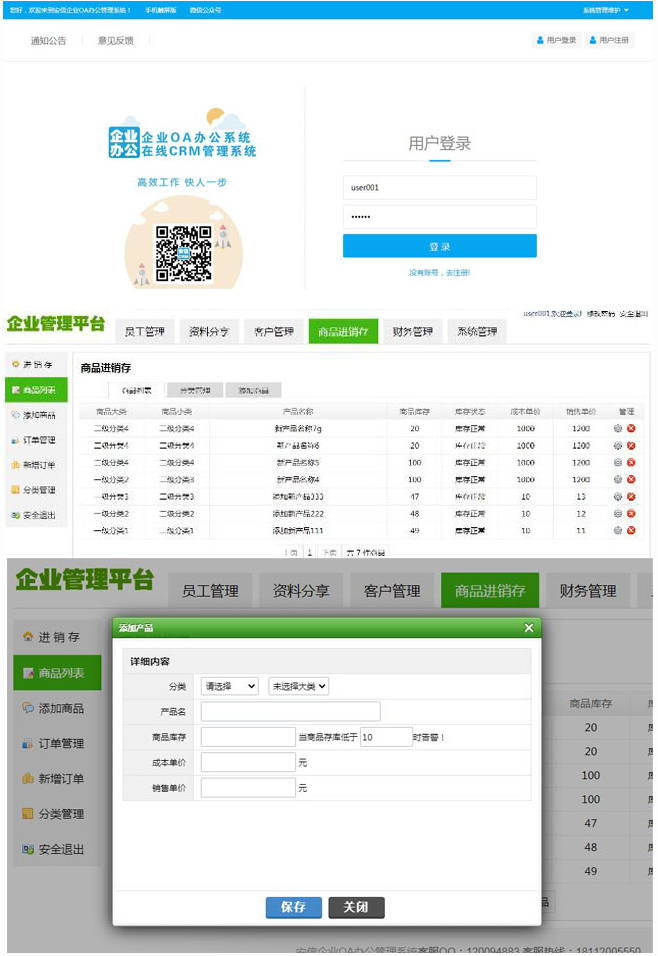 您好，欢迎来到安信企业OA办公管理系统！ 手机触屏版 微信公众号 系统管理维护
通知公告 意见反馈 用户登录 用户注册
企业办公 企业OA办公系统
在线CRM管理系统
高效工作 快人一步
用户登录
user001
••••••
登录
没有账号，去注册!
企业管理平台 员工管理 资料分享 客户管理 商品进销存 财务管理 系统管理
user001,欢迎登录! 修改密码 安全退出
进 销 存
商品列表
添加商品
订单管理
新增订单
分类管理
安全退出
商品进销存
商品列表 分类管理 添加商品
商品大类 商品小类 产品名称 商品库存 库存状态 成本单价 销售单价 管理
二级分类4 二级分类4 新产品名称7g 20 库存正常 1000 1200
二级分类4 二级分类4 新产品名称6 20 库存正常 1000 1200
二级分类4 二级分类4 新产品名称5 100 库存正常 1000 1200
一级分类2 二级分类3 新产品名称4 100 库存正常 1000 1200
一级分类3 二级分类3 添加新产品333 47 库存正常 10 13
一级分类2 二级分类2 添加新产品222 48 库存正常 10 12
一级分类1 二级分类1 添加新产品111 49 库存正常 10 11
上页 1 下页 共 7 件商品
企业管理平台 员工管理 资料分享 客户管理 商品进销存 财务管理
进 销 存
商品列表
添加商品
订单管理
新增订单
分类管理
安全退出
添加产品
详细内容
分类 请选择 未选择大类
产品名
商品库存 当商品存库低于 10 时告警！
成本单价 元
销售单价 元
保存 关闭
商品库存
20
20
100
100
47
48
49
品
安信企业OA办公管理系统客服QQ：120094883 客服热线：18112005550